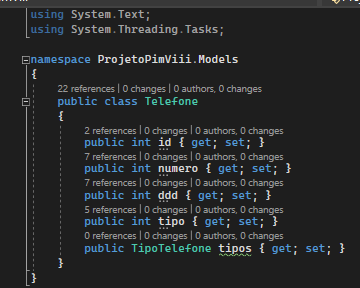 using System.Text;
using System.Threading.Tasks;
namespace ProjetoPimViii.Models
{
22 references | 0 changes | 0 authors, 0 changes
public class Telefone
{
2 references | 0 changes | 0 authors, 0 changes
public int id { get; set; }
7 references | 0 changes | 0 authors, 0 changes
public int numero { get; set; }
7 references | 0 changes | 0 authors, 0 changes
public int ddd { get; set; }
5 references | 0 changes | 0 authors, 0 changes
public int tipo { get; set; }
0 references | 0 changes | 0 authors, 0 changes
public TipoTelefone tipos { get; set; }
}
}